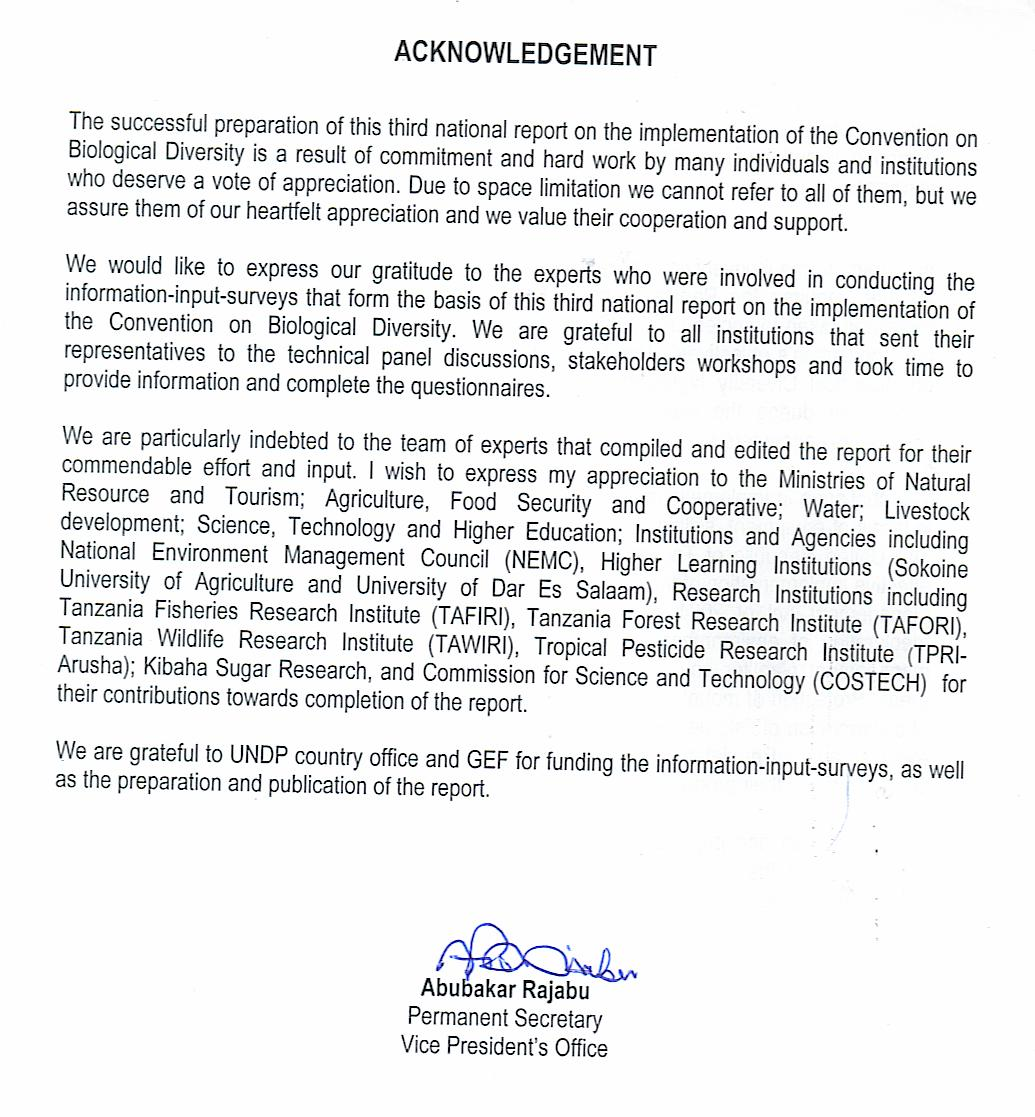 ACKNOWLEDGEMENT
The successful preparation of this third national report on the implementation of the Convention on
Biological Diversity is a result of commitment and hard work by many individuals and institutions
who deserve a vote of appreciation. Due to space limitation we cannot refer to all of them, but we
assure them of our heartfelt appreciation and we value their cooperation and support.
We would like to express our gratitude to the experts who were involved in conducting the
information-input-surveys that form the basis of this third national report on the implementation of
the Convention on Biological Diversity. We are grateful to all institutions that sent their
representatives to the technical panel discussions, stakeholders workshops and took time to
provide information and complete the questionnaires.
We are particularly indebted to the team of experts that compiled and edited the report for their
commendable effort and input. I wish to express my appreciation to the Ministries of Natural
Resource and Tourism; Agriculture, Food Security and Cooperative; Water; Livestock
development; Science, Technology and Higher Education; Institutions and Agencies including
National Environment Management Council (NEMC), Higher Learning Institutions (Sokoine
University of Agriculture and University of Dar Es Salaam), Research Institutions including
Tanzania Fisheries Research Institute (TAFIRI), Tanzania Forest Research Institute (TAFORI),
Tanzania Wildlife Research Institute (TAWIRI), Tropical Pesticide Research Institute (TPRI-
Arusha); Kibaha Sugar Research, and Commission for Science and Technology (COSTECH) for
their contributions towards completion of the report.
We are grateful to UNDP country office and GEF for funding the information-input-surveys, as well
as the preparation and publication of the report.
Abubakar Rajabu
Permanent Secretary
Vice President's Office